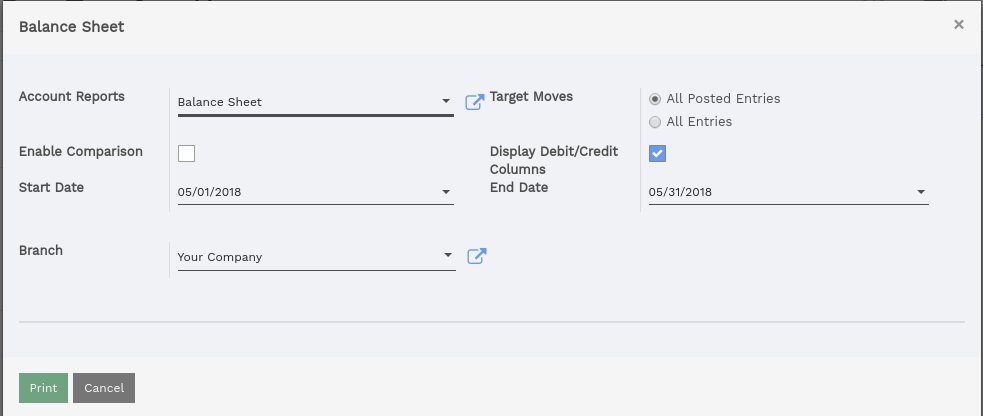 Balance Sheet
×
Account Reports
Balance Sheet
Target Moves
All Posted Entries
All Entries
Enable Comparison
Display Debit/Credit
Columns
Start Date
05/01/2018
End Date
05/31/2018
Branch
Your Company
Print
Cancel